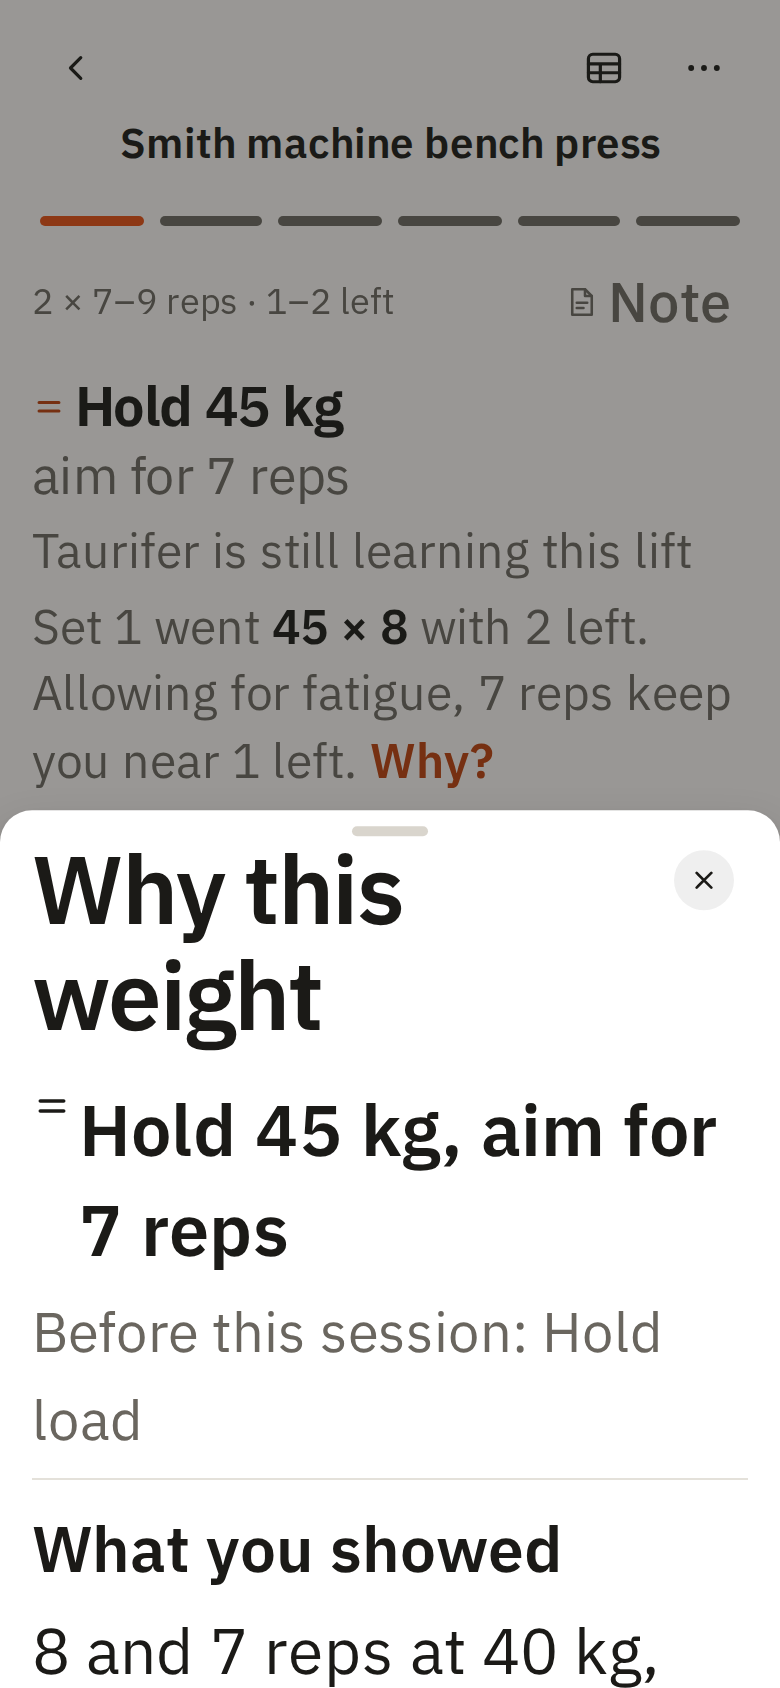 Smith machine bench press
2 × 7–9 reps · 1–2 left
Note
= Hold 45 kg
aim for 7 reps
Taurifer is still learning this lift
Set 1 went 45 × 8 with 2 left.
Allowing for fatigue, 7 reps keep
you near 1 left. Why?
Why this
weight
= Hold 45 kg, aim for
7 reps
Before this session: Hold
load
What you showed
8 and 7 reps at 40 kg,